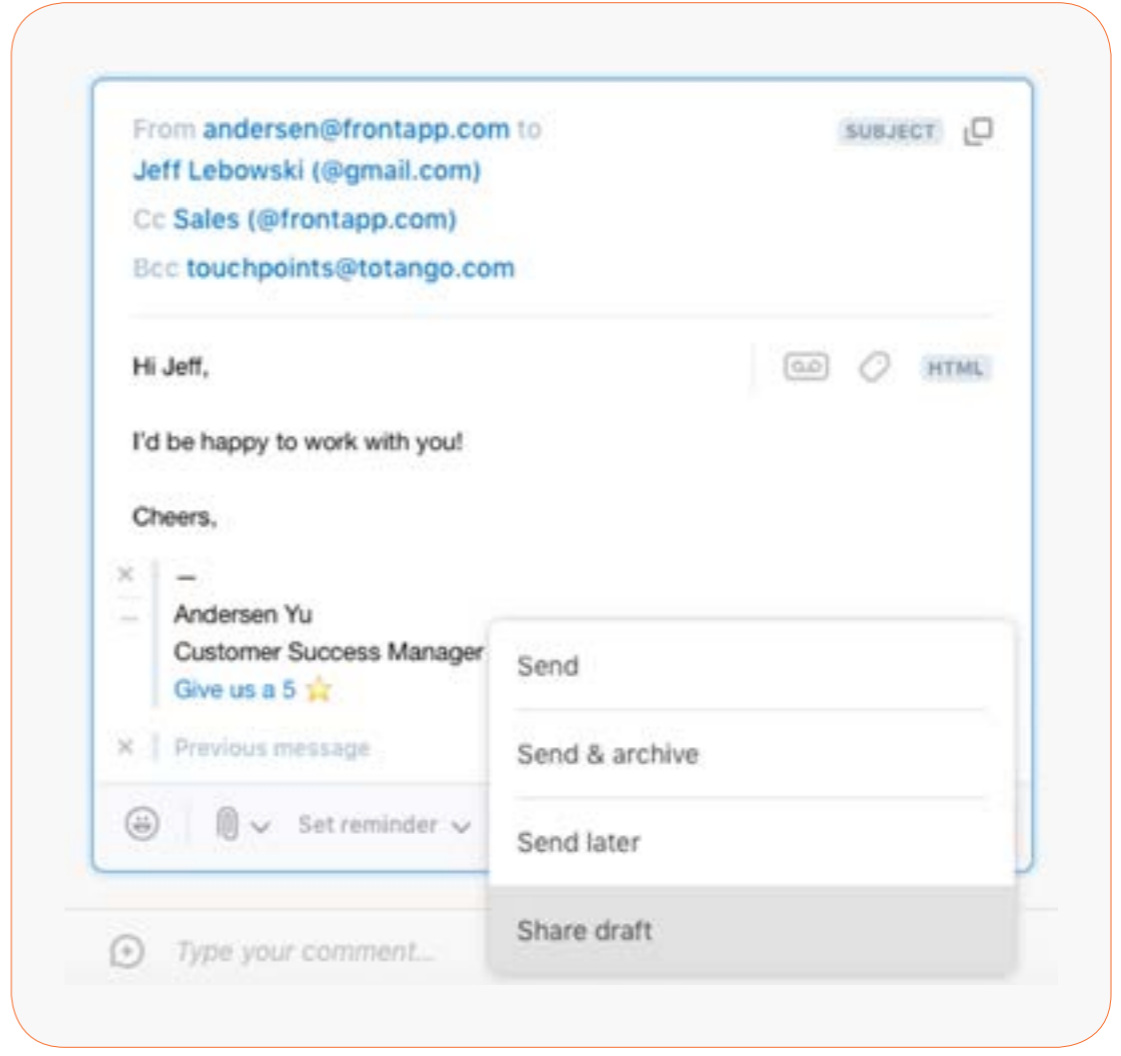 From andersen@frontapp.com to
SUBJECT
Jeff Lebowski (@gmail.com)
Cc Sales (@frontapp.com)
Bcc touchpoints@totango.com
Hi Jeff,
HTML
I'd be happy to work with you!
Cheers,
—
Andersen Yu
Customer Success Manager
Give us a 5 ⭐
Previous message
Set reminder
Send
Send & archive
Send later
Share draft
Type your comment...